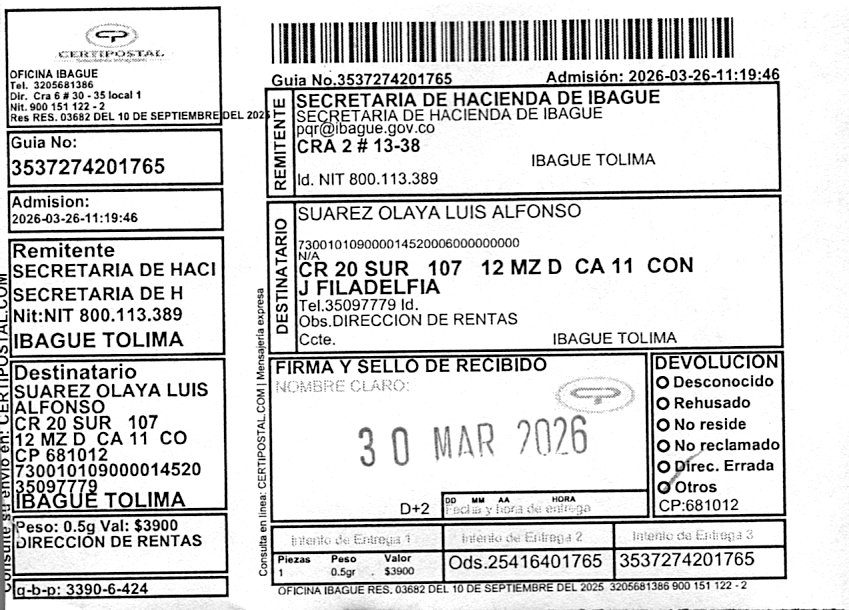 CERTIPOSTAL
OFICINA IBAGUE
Tel. 3205681386
Dir. Cra 6 # 30 - 35 local 1
Nit. 900 151 122 - 2
Res RES. 03682 DEL 10 DE SEPTIEMBRE DEL 2025
Guia No:
3537274201765
Admision:
2026-03-26-11:19:46
Remitente
SECRETARIA DE HACI
SECRETARIA DE H
Nit:NIT 800.113.389
IBAGUE TOLIMA
Destinatario
SUAREZ OLAYA LUIS
ALFONSO
CR 20 SUR 107
12 MZ D CA 11 CO
CP 681012
730010109000014520
35097779
IBAGUE TOLIMA
Peso: 0.5g Val: $3900
DIRECCION DE RENTAS
g-b-p: 3390-6-424
Consulte su envio en: CERTIPOSTAL.COM
Guia No.3537274201765 Admisión: 2026-03-26-11:19:46
REMITENTE
SECRETARIA DE HACIENDA DE IBAGUE
SECRETARIA DE HACIENDA DE IBAGUE
pqr@ibague.gov.co
CRA 2 # 13-38
IBAGUE TOLIMA
Id. NIT 800.113.389
DESTINATARIO
SUAREZ OLAYA LUIS ALFONSO
730010109000014520006000000000
N/A
CR 20 SUR 107 12 MZ D CA 11 CON
J FILADELFIA
Tel.35097779 Id.
Obs.DIRECCION DE RENTAS
Ccte. IBAGUE TOLIMA
Consulta en línea: CERTIPOSTAL.COM | Mensajería expresa
FIRMA Y SELLO DE RECIBIDO
NOMBRE CLARO:
30 MAR 2026
D+2
DD MM AA HORA
Fecha y hora de entrega
DEVOLUCIÓN
Desconocido
Rehusado
No reside
No reclamado
Direc. Errada
Otros
CP:681012
Intento de Entrega 1 Intento de Entrega 2 Intento de Entrega 3
Piezas Peso Valor
1 0.5gr . $3900
Ods.25416401765
3537274201765
OFICINA IBAGUE RES. 03682 DEL 10 DE SEPTIEMBRE DEL 2025 3205681386 900 151 122 - 2